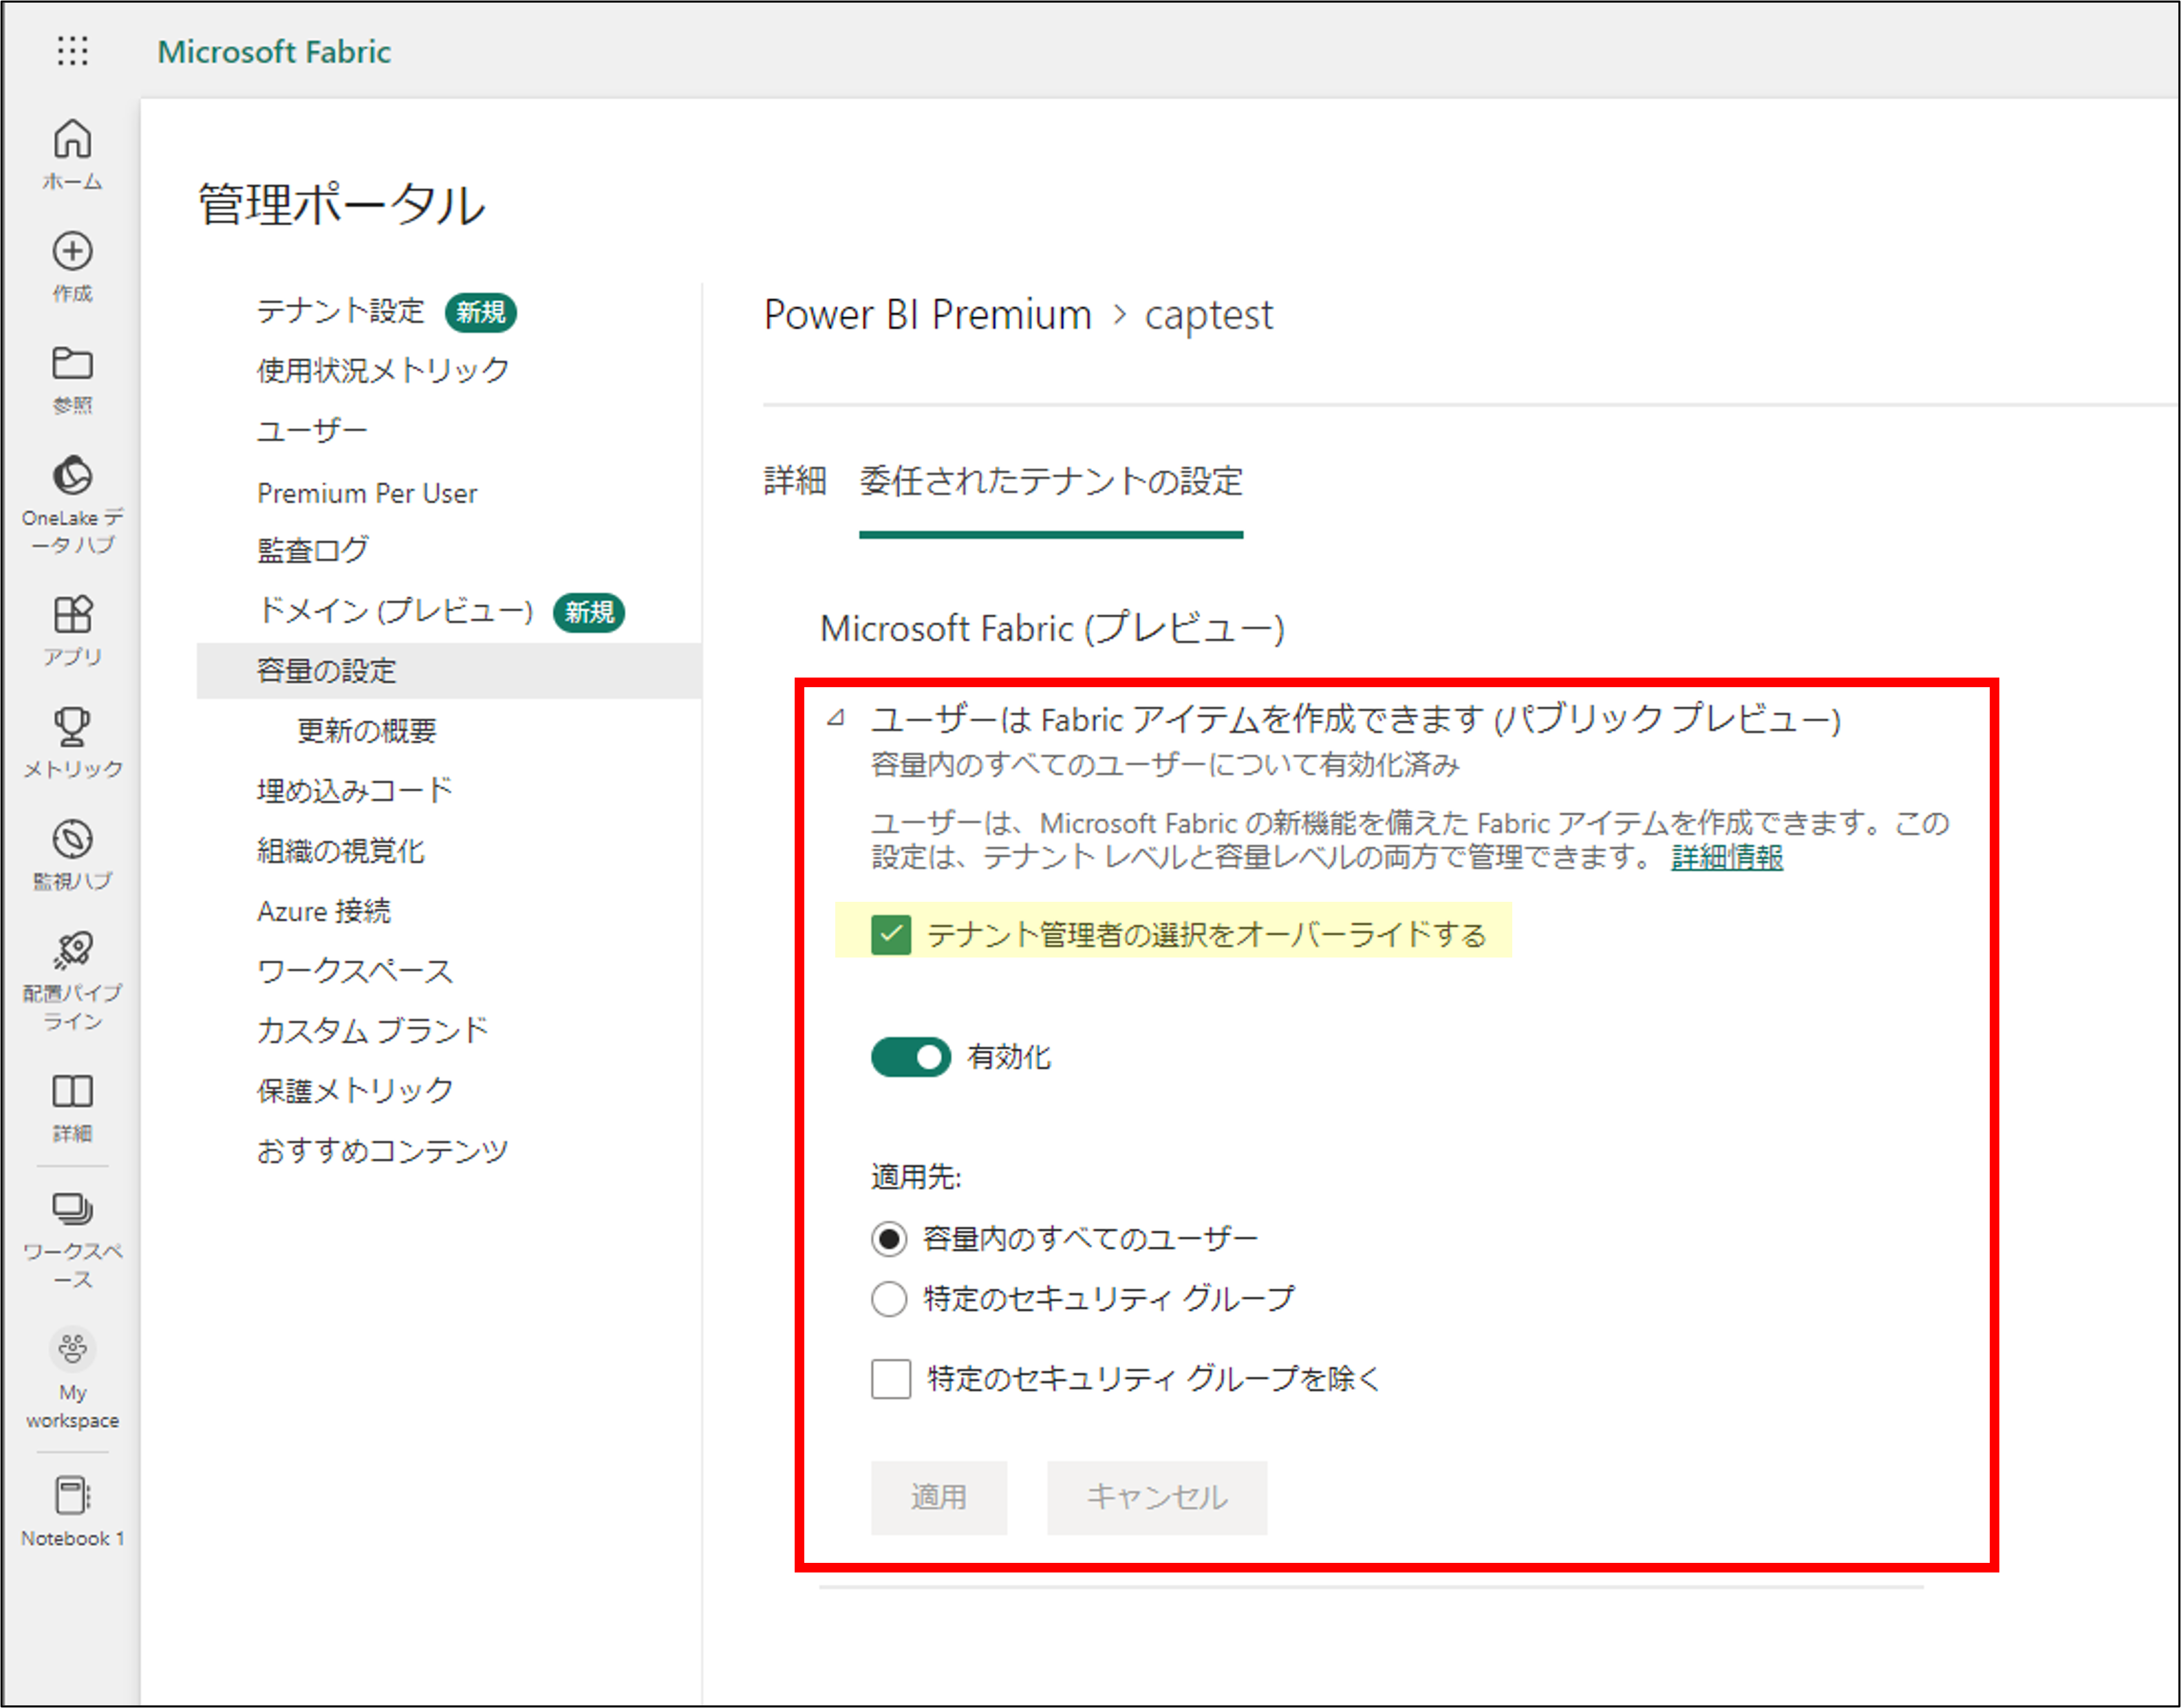 Microsoft Fabric
ホーム
作成
参照
OneLake デ
ータ ハブ
アプリ
メトリック
監視ハブ
配置パイプ
ライン
詳細
ワークスペ
ース
My
workspace
Notebook 1
管理ポータル
テナント設定 新規
使用状況メトリック
ユーザー
Premium Per User
監査ログ
ドメイン (プレビュー) 新規
容量の設定
更新の概要
埋め込みコード
組織の視覚化
Azure 接続
ワークスペース
カスタム ブランド
保護メトリック
おすすめコンテンツ
Power BI Premium > captest
詳細 委任されたテナントの設定
Microsoft Fabric (プレビュー)
ユーザーは Fabric アイテムを作成できます (パブリック プレビュー)
容量内のすべてのユーザーについて有効化済み
ユーザーは、Microsoft Fabric の新機能を備えた Fabric アイテムを作成できます。この
設定は、テナント レベルと容量レベルの両方で管理できます。 詳細情報
テナント管理者の選択をオーバーライドする
有効化
適用先:
容量内のすべてのユーザー
特定のセキュリティ グループ
特定のセキュリティ グループを除く
適用 キャンセル